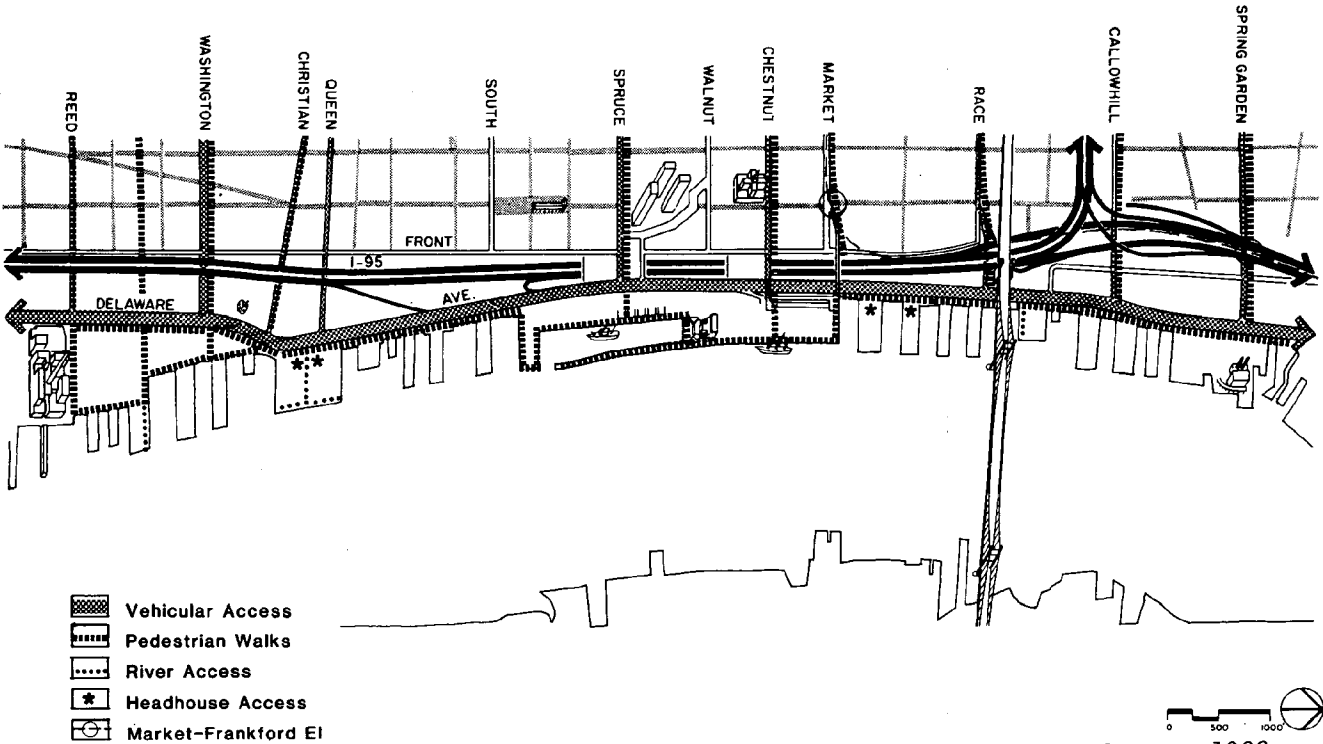 REED
WASHINGTON
CHRISTIAN
QUEEN
SOUTH
SPRUCE
WALNUT
CHESTNUT
MARKET
RACE
CALLOWHILL
SPRING GARDEN
FRONT
I-95
DELAWARE AVE.
Vehicular Access
Pedestrian Walks
River Access
Headhouse Access
Market-Frankford El
0 500 1000